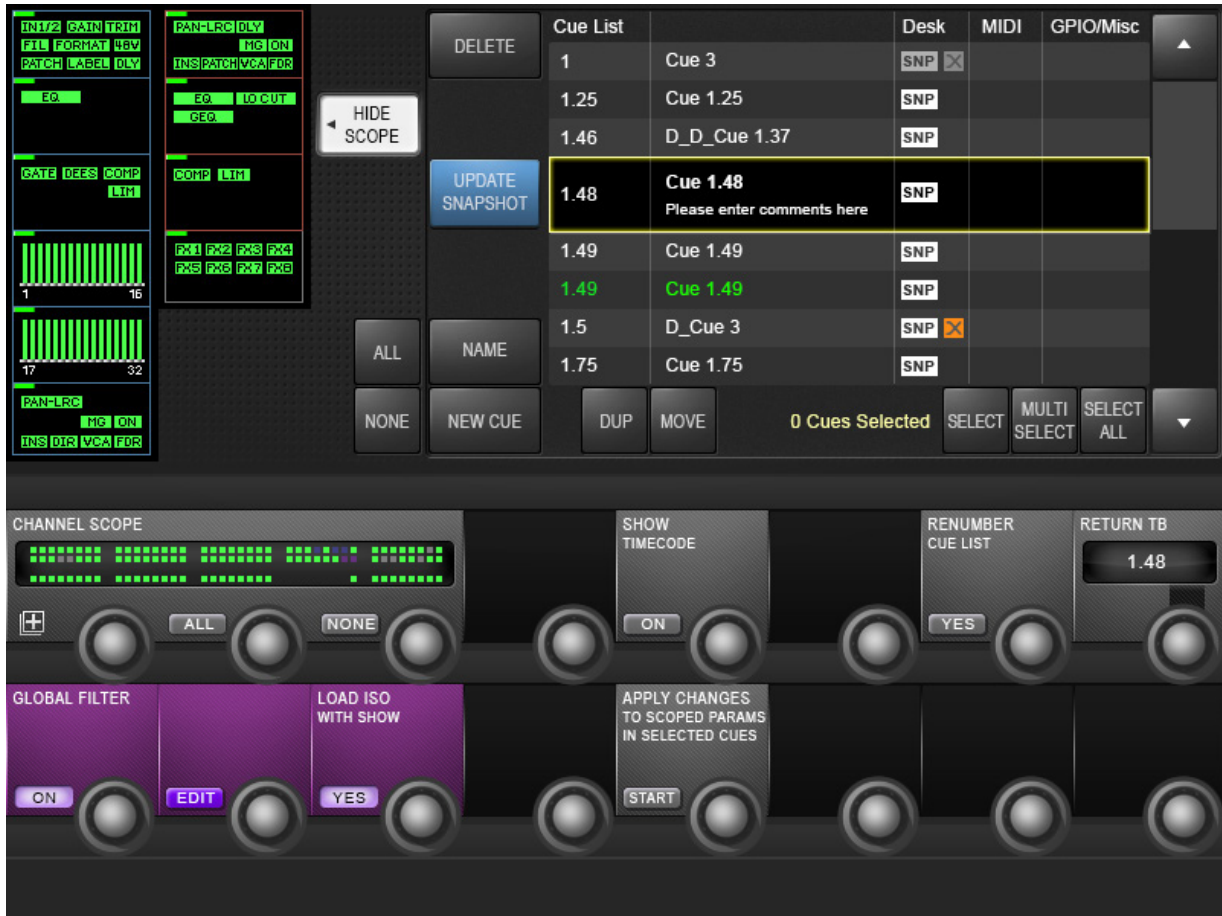 IN1/2 GAIN TRIM
FIL FORMAT 48V
PATCH LABEL DLY
EQ
GATE DEES COMP
LIM
1 16
17 32
PAN-LRC
MG ON
INS DIR VCA FDR
PAN-LRC DLY
MG ON
INS PATCH VCA FDR
EQ LO CUT
GEQ
COMP LIM
FX1 FX2 FX3 FX4
FX5 FX6 FX7 FX8
HIDE
SCOPE
ALL
NONE
DELETE
UPDATE
SNAPSHOT
NAME
NEW CUE
Cue List Desk MIDI GPIO/Misc
1 Cue 3 SNP
1.25 Cue 1.25 SNP
1.46 D_D_Cue 1.37 SNP
1.48 Cue 1.48 SNP
Please enter comments here
1.49 Cue 1.49 SNP
1.49 Cue 1.49 SNP
1.5 D_Cue 3 SNP
1.75 Cue 1.75 SNP
DUP
MOVE
0 Cues Selected
SELECT
MULTI
SELECT
SELECT
ALL
CHANNEL SCOPE
ALL
NONE
SHOW
TIMECODE
ON
RENUMBER
CUE LIST
YES
RETURN TB
1.48
GLOBAL FILTER
ON
EDIT
LOAD ISO
WITH SHOW
YES
APPLY CHANGES
TO SCOPED PARAMS
IN SELECTED CUES
START